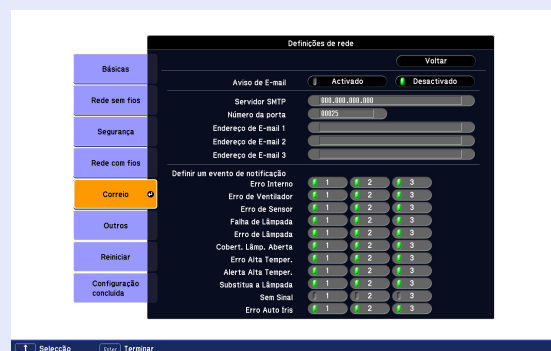 Definições de rede
Voltar
Básicas
Rede sem fios
Segurança
Rede com fios
Correio
Outros
Reiniciar
Configuração
concluída
Aviso de E-mail Activado Desactivado
Servidor SMTP 000.000.000.000
Número da porta 00025
Endereço de E-mail 1
Endereço de E-mail 2
Endereço de E-mail 3
Definir um evento de notificação
Erro Interno 1 2 3
Erro de Ventilador 1 2 3
Erro de Sensor 1 2 3
Falha de Lâmpada 1 2 3
Erro de Lâmpada 1 2 3
Cobert. Lâmp. Aberta 1 2 3
Erro Alta Temper. 1 2 3
Alerta Alta Temper. 1 2 3
Substitua a Lâmpada 1 2 3
Sem Sinal 1 2 3
Erro Auto Íris 1 2 3
Selecção Enter Terminar